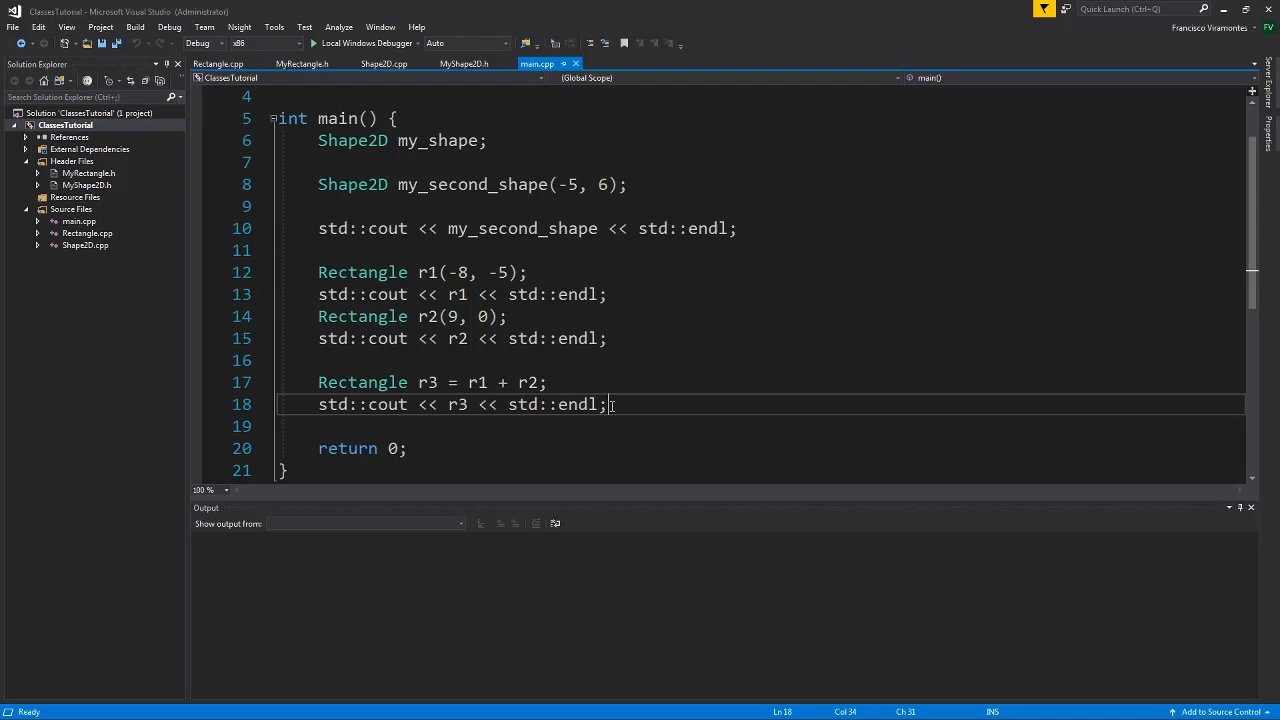 ClassesTutorial - Microsoft Visual Studio (Administrator)
Quick Launch (Ctrl+Q)
File Edit View Project Build Debug Team Nsight Tools Test Analyze Window Help
Francisco Viramontes FV
Debug x86 Local Windows Debugger Auto
Solution Explorer
Rectangle.cpp MyRectangle.h Shape2D.cpp MyShape2D.h main.cpp
ClassesTutorial (Global Scope) main()
Search Solution Explorer (Ctrl+;)
Solution 'ClassesTutorial' (1 project)
ClassesTutorial
References
External Dependencies
Header Files
MyRectangle.h
MyShape2D.h
Resource Files
Source Files
main.cpp
Rectangle.cpp
Shape2D.cpp
4
5 int main() {
6 Shape2D my_shape;
7
8 Shape2D my_second_shape(-5, 6);
9
10 std::cout << my_second_shape << std::endl;
11
12 Rectangle r1(-8, -5);
13 std::cout << r1 << std::endl;
14 Rectangle r2(9, 0);
15 std::cout << r2 << std::endl;
16
17 Rectangle r3 = r1 + r2;
18 std::cout << r3 << std::endl;
19
20 return 0;
21 }
100 %
Output
Show output from:
Server Explorer
Properties
Ready Ln 18 Col 34 Ch 31 INS Add to Source Control